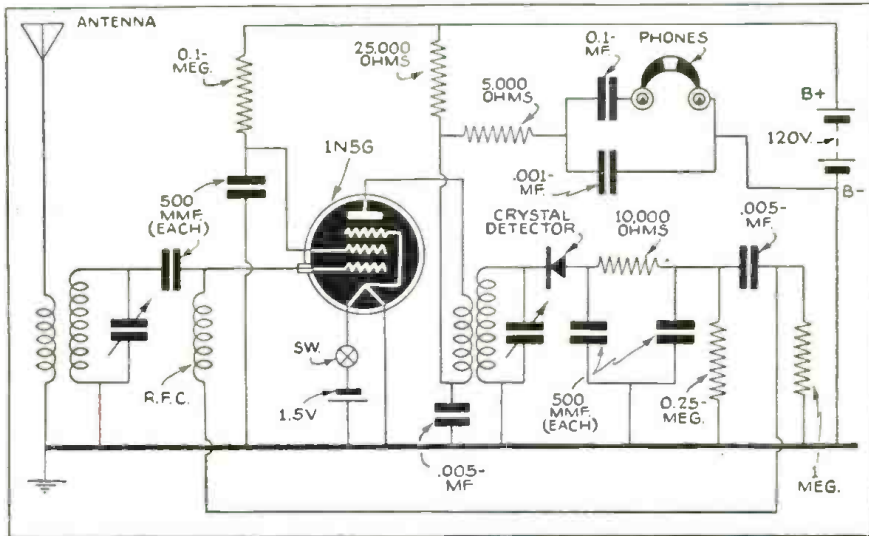 ANTENNA
0.1-
MEG.
25.000
OHMS
0.1-
MF.
PHONES
5.000
OHMS
B+
120V.
B-
1N5G
.001-
MF.
500
MMF.
(EACH)
CRYSTAL
DETECTOR
10,000
OHMS
.005-
MF.
SW.
R.F.C.
1.5V
.005-
MF
500
MMF.
(EACH)
0.25-
MEG.
1
MEG.